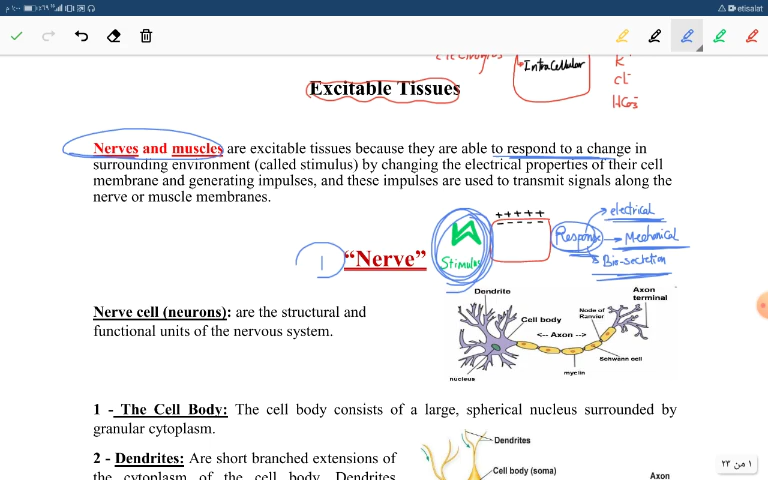 etisalat
IntraCellular
K
cl⁻
HCo₃⁻
Excitable Tissues
Nerves and muscles are excitable tissues because they are able to respond to a change in
surrounding environment (called stimulus) by changing the electrical properties of their cell
membrane and generating impulses, and these impulses are used to transmit signals along the
nerve or muscle membranes.
+++++
-----
Stimulus
Response
electrical
Mechanical
Bio-secretion
1 “Nerve”
Nerve cell (neurons): are the structural and
functional units of the nervous system.
Dendrite
Cell body
Node of
Ranvier
Axon
terminal
<-- Axon -->
Schwann cell
myelin
nucleus
1 - The Cell Body: The cell body consists of a large, spherical nucleus surrounded by
granular cytoplasm.
2 - Dendrites: Are short branched extensions of
the cytoplasm of the cell body. Dendrites
Dendrites
Cell body (soma)
Axon
١ من ٢٣